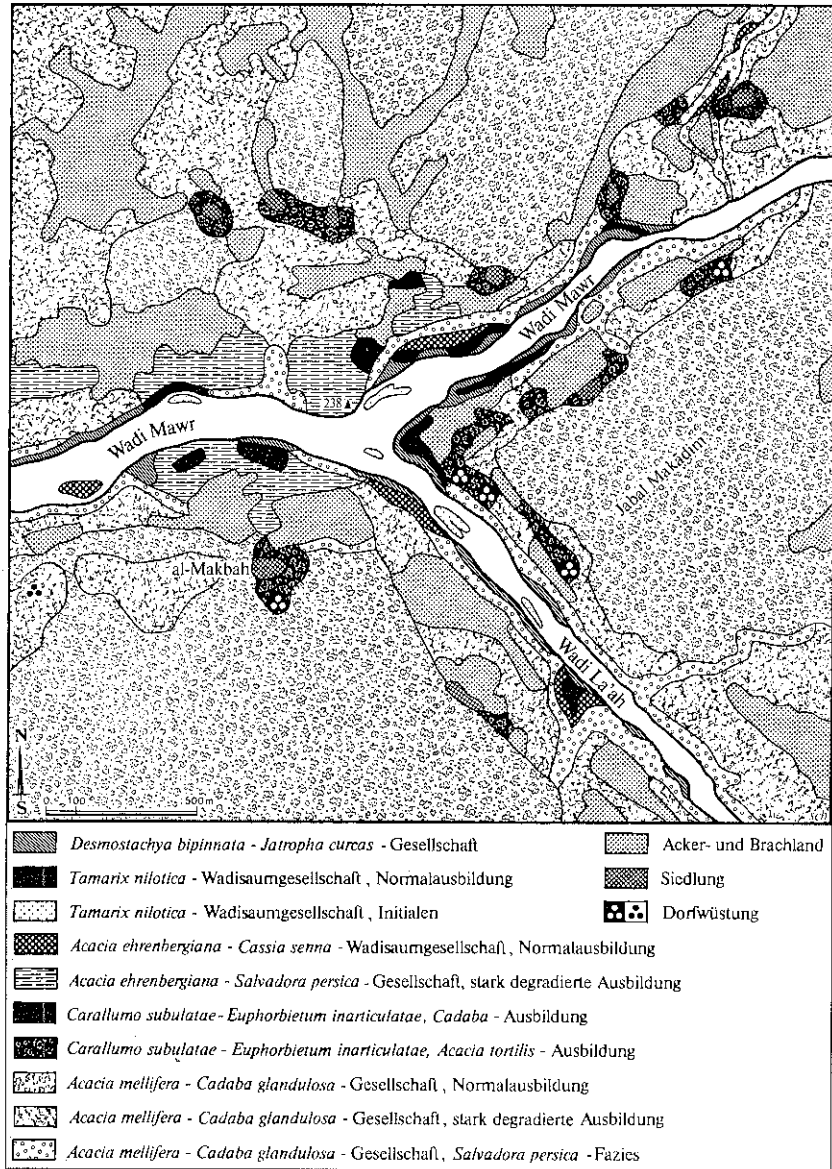 Wadi Mawr
Wadi Mawr
238
Jabal Makadim
al-Makbah
Wadi La'ah
N
S
0 100 500m
Desmostachya bipinnata - Jatropha curcas - Gesellschaft
Tamarix nilotica - Wadisaumgesellschaft, Normalausbildung
Tamarix nilotica - Wadisaumgesellschaft, Initialen
Acacia ehrenbergiana - Cassia senna - Wadisaumgesellschaft, Normalausbildung
Acacia ehrenbergiana - Salvadora persica - Gesellschaft, stark degradierte Ausbildung
Carallumo subulatae - Euphorbietum inarticulatae, Cadaba - Ausbildung
Carallumo subulatae - Euphorbietum inarticulatae, Acacia tortilis - Ausbildung
Acacia mellifera - Cadaba glandulosa - Gesellschaft, Normalausbildung
Acacia mellifera - Cadaba glandulosa - Gesellschaft, stark degradierte Ausbildung
Acacia mellifera - Cadaba glandulosa - Gesellschaft, Salvadora persica - Fazies
Acker- und Brachland
Siedlung
Dorfwüstung